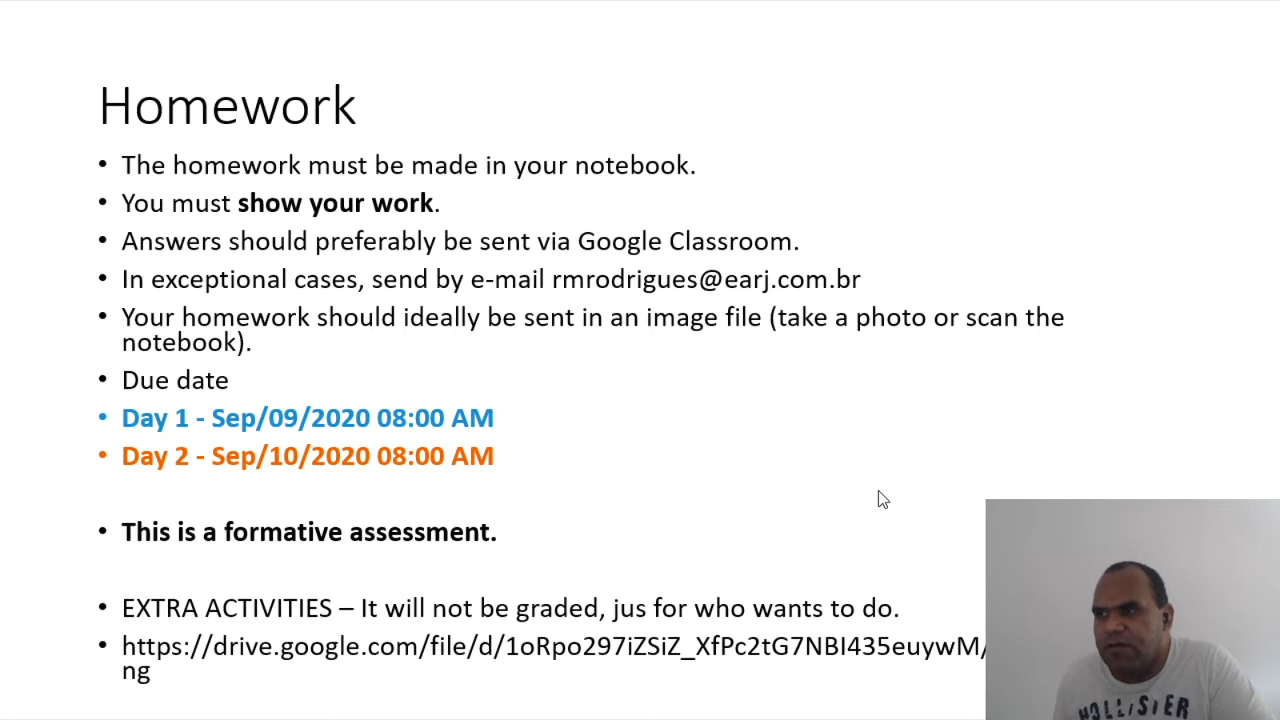 Homework
• The homework must be made in your notebook.
• You must show your work.
• Answers should preferably be sent via Google Classroom.
• In exceptional cases, send by e-mail rmrodrigues@earj.com.br
• Your homework should ideally be sent in an image file (take a photo or scan the
notebook).
• Due date
• Day 1 - Sep/09/2020 08:00 AM
• Day 2 - Sep/10/2020 08:00 AM
• This is a formative assessment.
• EXTRA ACTIVITIES – It will not be graded, jus for who wants to do.
• https://drive.google.com/file/d/1oRpo297iZSiZ_XfPc2tG7NBI435euywM/
ng
HOLLISTER